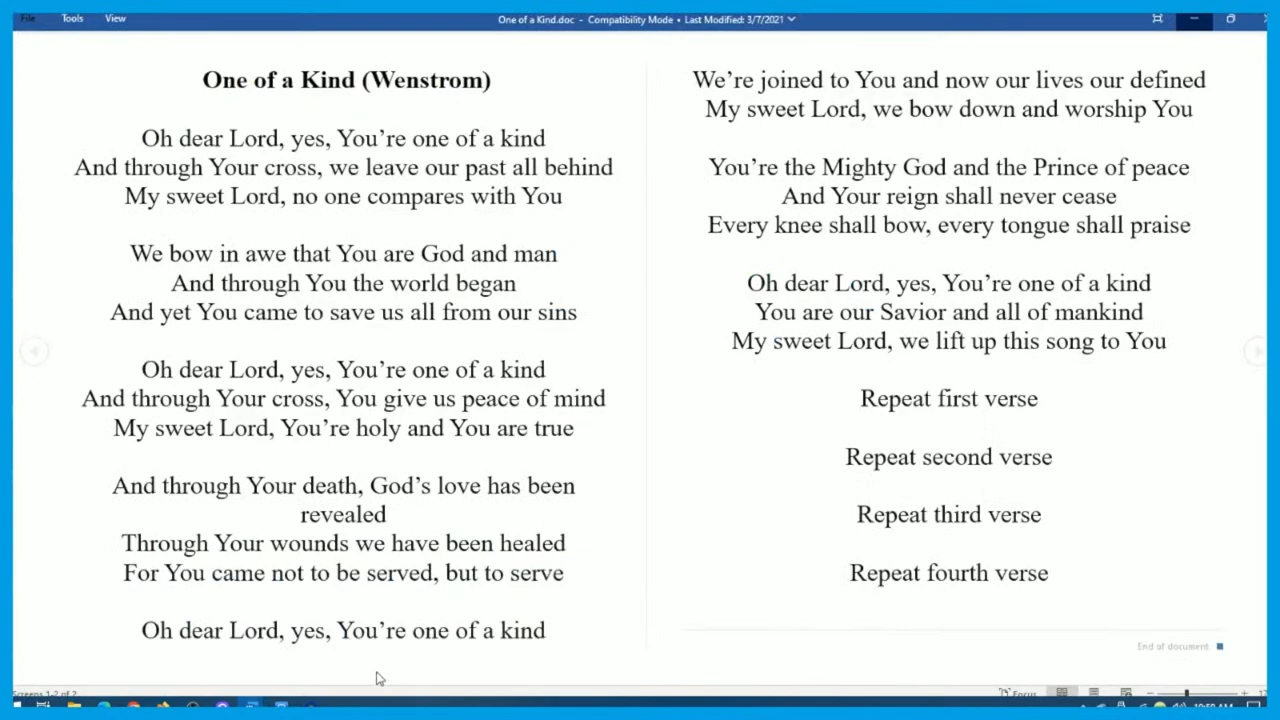 File Tools View One of a Kind.doc - Compatibility Mode • Last Modified: 3/7/2021
One of a Kind (Wenstrom)
Oh dear Lord, yes, You're one of a kind
And through Your cross, we leave our past all behind
My sweet Lord, no one compares with You
We bow in awe that You are God and man
And through You the world began
And yet You came to save us all from our sins
Oh dear Lord, yes, You're one of a kind
And through Your cross, You give us peace of mind
My sweet Lord, You're holy and You are true
And through Your death, God's love has been
revealed
Through Your wounds we have been healed
For You came not to be served, but to serve
Oh dear Lord, yes, You're one of a kind
We're joined to You and now our lives our defined
My sweet Lord, we bow down and worship You
You're the Mighty God and the Prince of peace
And Your reign shall never cease
Every knee shall bow, every tongue shall praise
Oh dear Lord, yes, You're one of a kind
You are our Savior and all of mankind
My sweet Lord, we lift up this song to You
Repeat first verse
Repeat second verse
Repeat third verse
Repeat fourth verse
End of document
Screens 1-2 of 2 Focus